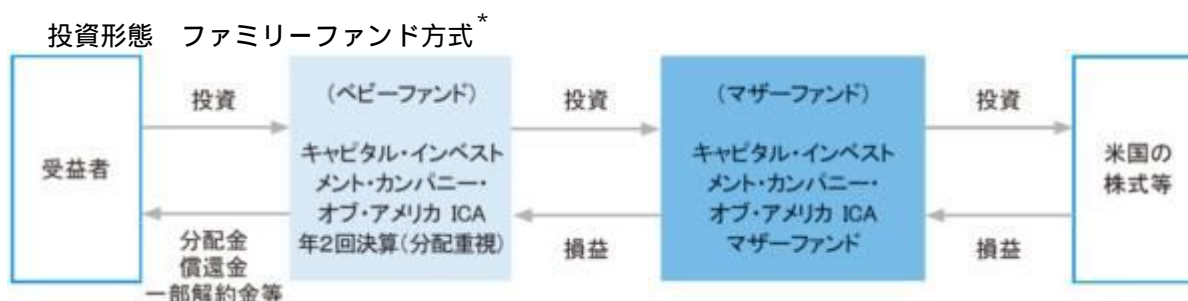 投資形態　ファミリーファンド方式*
受益者
投資
分配金
償還金
一部解約金等
(ベビーファンド)
キャピタル・インベスト
メント・カンパニー・
オブ・アメリカ ICA
年2回決算(分配重視)
投資
損益
(マザーファンド)
キャピタル・インベスト
メント・カンパニー・
オブ・アメリカ ICA
マザーファンド
投資
損益
米国の
株式等